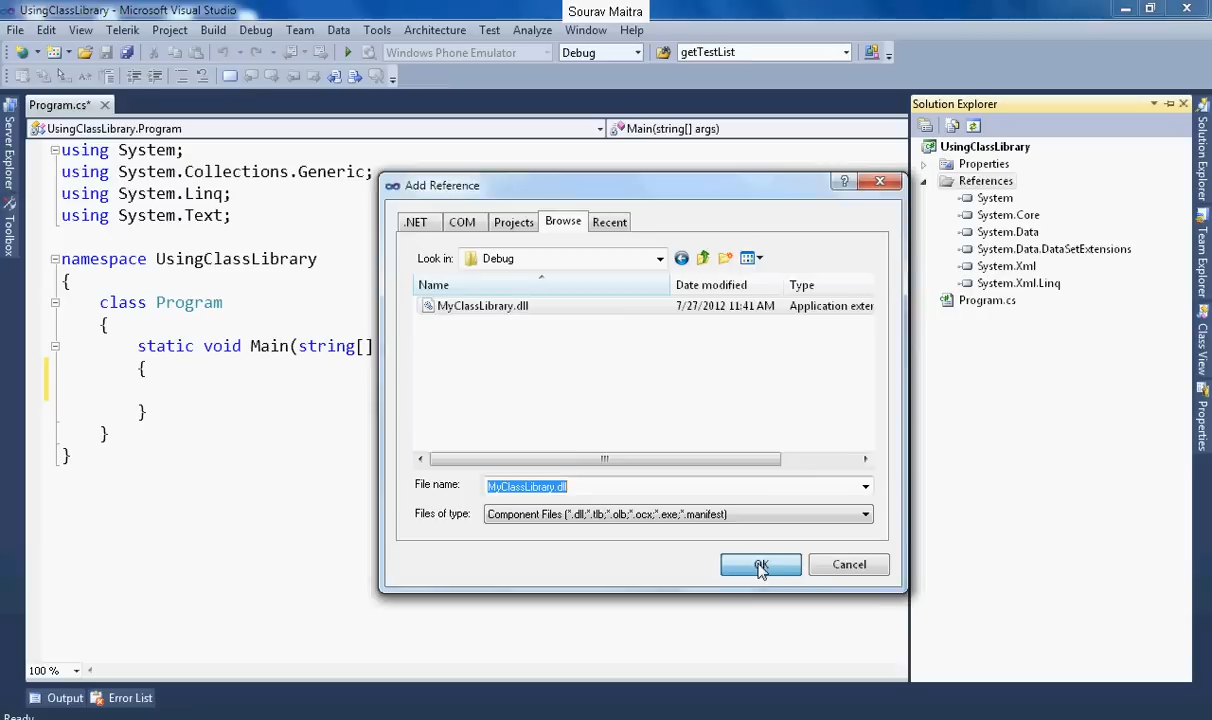 UsingClassLibrary - Microsoft Visual Studio
Sourav Maitra
File Edit View Telerik Project Build Debug Team Data Tools Architecture Test Analyze Window Help
Windows Phone Emulator Debug getTestList
Program.cs*
UsingClassLibrary.Program Main(string[] args)
using System;
using System.Collections.Generic;
using System.Linq;
using System.Text;
namespace UsingClassLibrary
{
class Program
{
static void Main(string[]
{
}
}
}
100 %
Output Error List
Ready
Server Explorer
Toolbox
Add Reference
.NET COM Projects Browse Recent
Look in: Debug
Name Date modified Type
MyClassLibrary.dll 7/27/2012 11:41 AM Application exter
File name: MyClassLibrary.dll
Files of type: Component Files (*.dll;*.tlb;*.olb;*.ocx;*.exe;*.manifest)
OK Cancel
Solution Explorer
UsingClassLibrary
Properties
References
System
System.Core
System.Data
System.Data.DataSetExtensions
System.Xml
System.Xml.Linq
Program.cs
Solution Explorer
Team Explorer
Class View
Properties